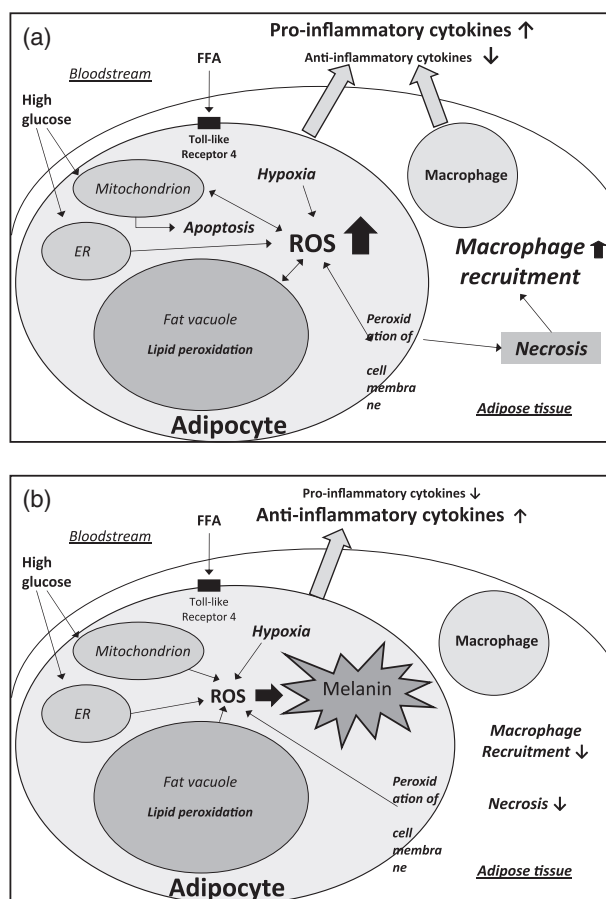 (a)
Pro-inflammatory cytokines ↑
Anti-inflammatory cytokines ↓
Bloodstream
FFA
High
glucose
Toll-like
Receptor 4
Mitochondrion
Hypoxia
Macrophage
Apoptosis
ER
ROS
Macrophage
recruitment
Fat vacuole
Lipid peroxidation
Peroxid
ation of
cell
membra
ne
Necrosis
Adipocyte
Adipose tissue
(b)
Pro-inflammatory cytokines ↓
Anti-inflammatory cytokines ↑
Bloodstream
FFA
High
glucose
Toll-like
Receptor 4
Hypoxia
Macrophage
Mitochondrion
ROS
Melanin
ER
Macrophage
Recruitment ↓
Fat vacuole
Lipid peroxidation
Peroxid
ation of
cell
membra
ne
Necrosis ↓
Adipocyte
Adipose tissue